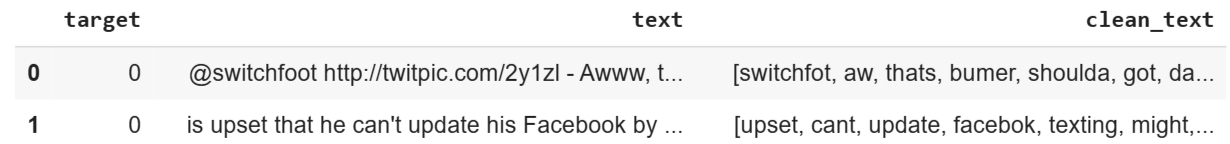 target text clean_text
0 0 @switchfoot http://twitpic.com/2y1zl - Awww, t... [switchfot, aw, thats, bumer, shoulda, got, da...
1 0 is upset that he can't update his Facebook by ... [upset, cant, update, facebok, texting, might,...